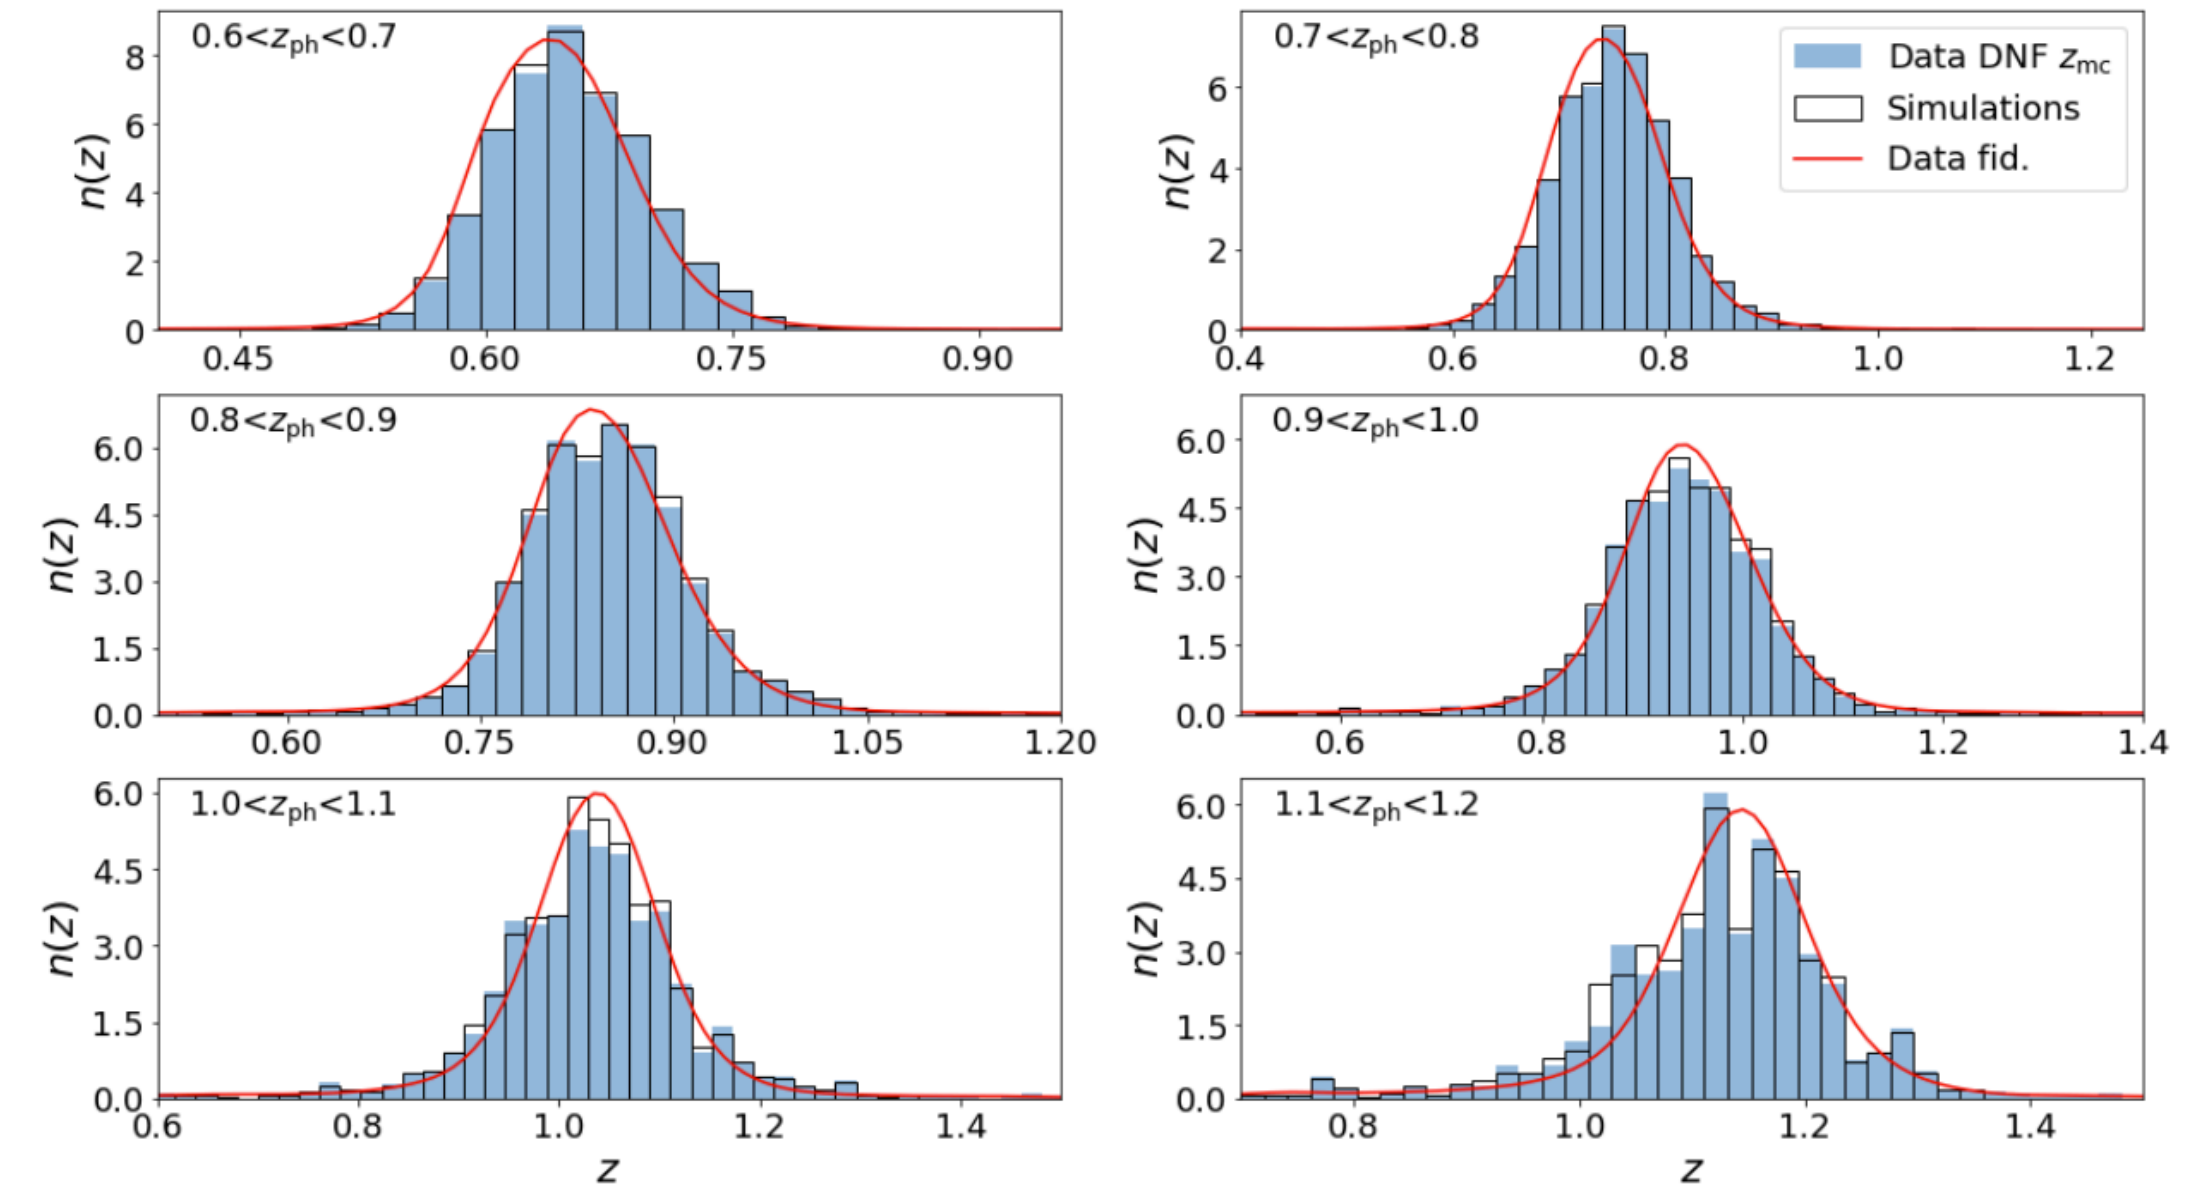 0.6<z_ph<0.7
n(z)
8
6
4
2
0
0.45 0.60 0.75 0.90
0.7<z_ph<0.8
Data DNF z_mc
Simulations
Data fid.
n(z)
6
4
2
0
0.4 0.6 0.8 1.0 1.2
0.8<z_ph<0.9
n(z)
6.0
4.5
3.0
1.5
0.0
0.60 0.75 0.90 1.05 1.20
0.9<z_ph<1.0
n(z)
6.0
4.5
3.0
1.5
0.0
0.6 0.8 1.0 1.2 1.4
1.0<z_ph<1.1
n(z)
6.0
4.5
3.0
1.5
0.0
0.6 0.8 1.0 1.2 1.4
z
1.1<z_ph<1.2
n(z)
6.0
4.5
3.0
1.5
0.0
0.8 1.0 1.2 1.4
z